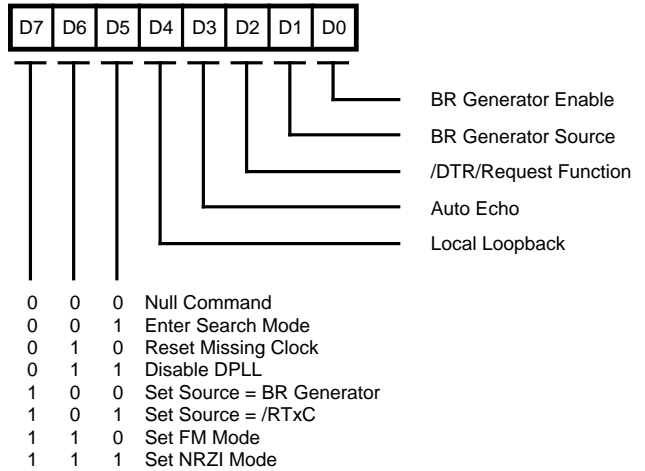 D7 D6 D5 D4 D3 D2 D1 D0
BR Generator Enable
BR Generator Source
/DTR/Request Function
Auto Echo
Local Loopback
0 0 0 Null Command
0 0 1 Enter Search Mode
0 1 0 Reset Missing Clock
0 1 1 Disable DPLL
1 0 0 Set Source = BR Generator
1 0 1 Set Source = /RTxC
1 1 0 Set FM Mode
1 1 1 Set NRZI Mode